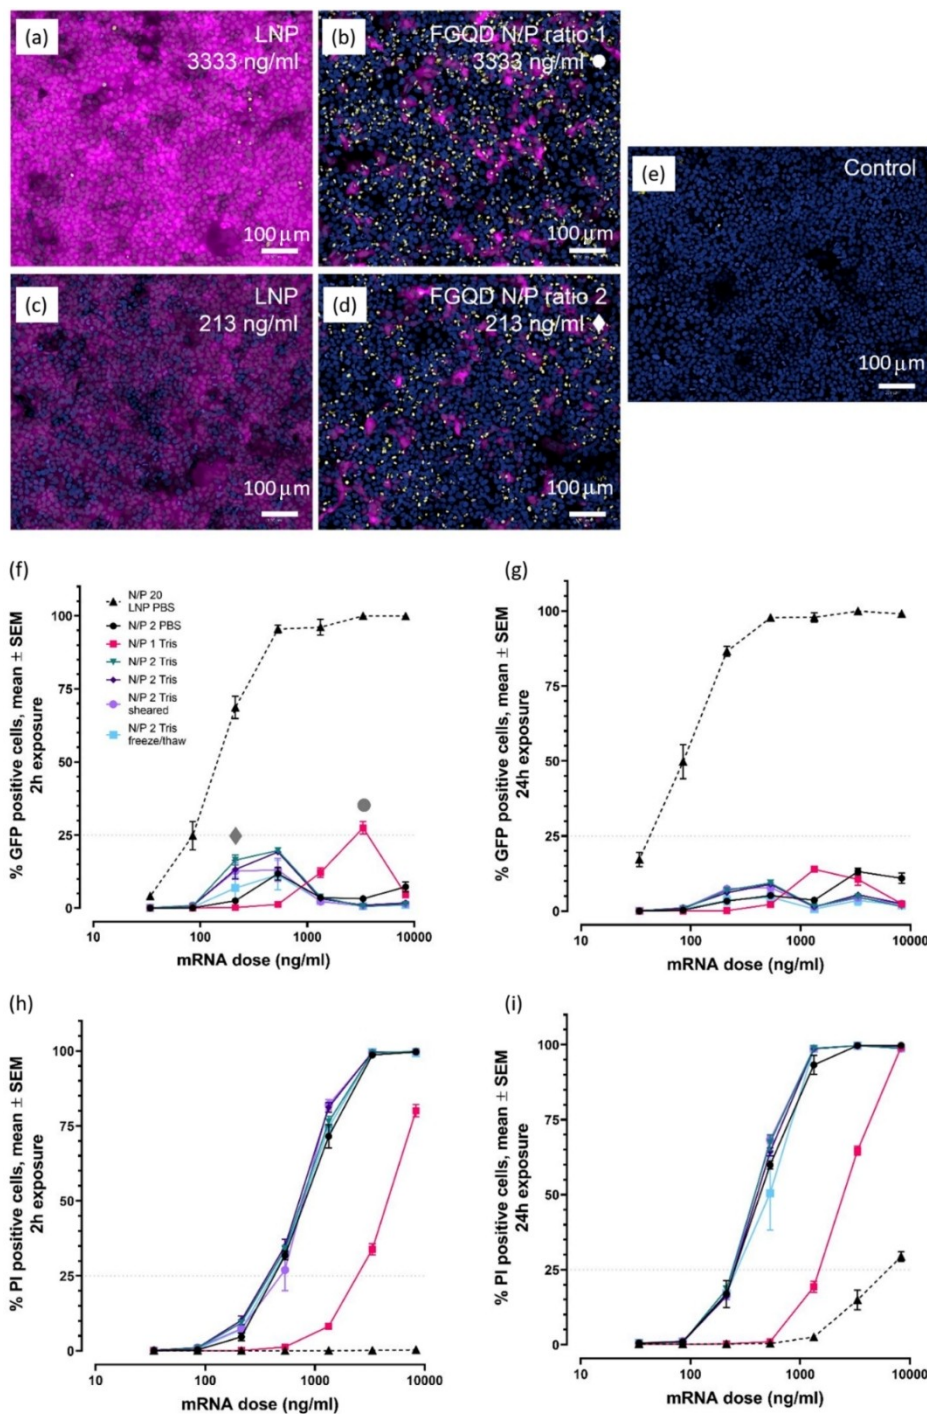 (a)
LNP
3333 ng/ml
100 μm
(b)
FGQD N/P ratio 1
3333 ng/ml
100 μm
(c)
LNP
213 ng/ml
100 μm
(d)
FGQD N/P ratio 2
213 ng/ml
100 μm
(e)
Control
100 μm
(f)
% GFP positive cells, mean ± SEM
2h exposure
100
75
50
25
0
N/P 20
LNP PBS
N/P 2 PBS
N/P 1 Tris
N/P 2 Tris
N/P 2 Tris
N/P 2 Tris
sheared
N/P 2 Tris
freeze/thaw
10
100
1000
10000
mRNA dose (ng/ml)
(g)
% GFP positive cells, mean ± SEM
24h exposure
100
75
50
25
0
10
100
1000
10000
mRNA dose (ng/ml)
(h)
% PI positive cells, mean ± SEM
2h exposure
100
75
50
25
0
10
100
1000
10000
mRNA dose (ng/ml)
(i)
% PI positive cells, mean ± SEM
24h exposure
100
75
50
25
0
10
100
1000
10000
mRNA dose (ng/ml)